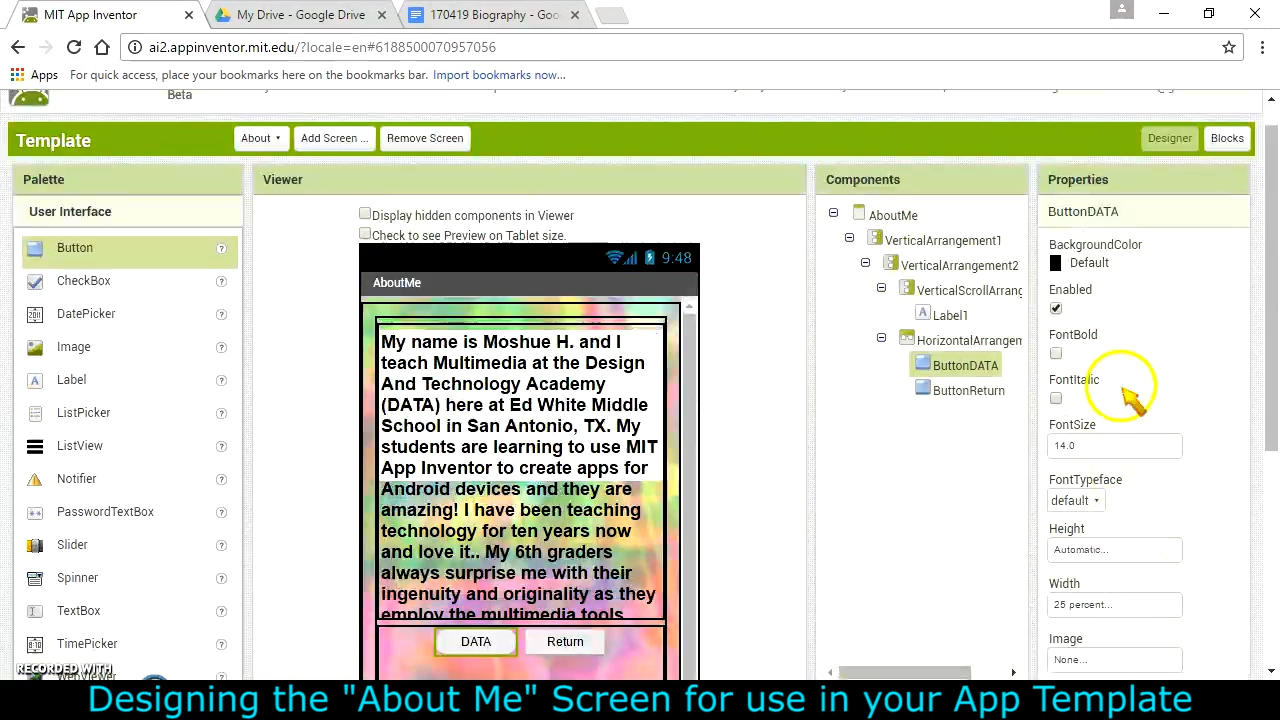 MIT App Inventor
My Drive - Google Drive
170419 Biography - Goo
ai2.appinventor.mit.edu/?locale=en#6188500070957056
Apps
For quick access, place your bookmarks here on the bookmarks bar.
Import bookmarks now...
Beta
Template
About
Add Screen ...
Remove Screen
Designer
Blocks
Palette
Viewer
Components
Properties
User Interface
Button
CheckBox
DatePicker
Image
Label
ListPicker
ListView
Notifier
PasswordTextBox
Slider
Spinner
TextBox
TimePicker
Display hidden components in Viewer
Check to see Preview on Tablet size.
9:48
AboutMe
My name is Moshue H. and I
teach Multimedia at the Design
And Technology Academy
(DATA) here at Ed White Middle
School in San Antonio, TX. My
students are learning to use MIT
App Inventor to create apps for
Android devices and they are
amazing! I have been teaching
technology for ten years now
and love it.. My 6th graders
always surprise me with their
ingenuity and originality as they
employ the multimedia tools
DATA
Return
AboutMe
VerticalArrangement1
VerticalArrangement2
VerticalScrollArrang
Label1
HorizontalArrangem
ButtonDATA
ButtonReturn
ButtonDATA
BackgroundColor
Default
Enabled
FontBold
FontItalic
FontSize
14.0
FontTypeface
default
Height
Automatic...
Width
25 percent...
Image
None...
RECORDED WITH
Designing the "About Me" Screen for use in your App Template